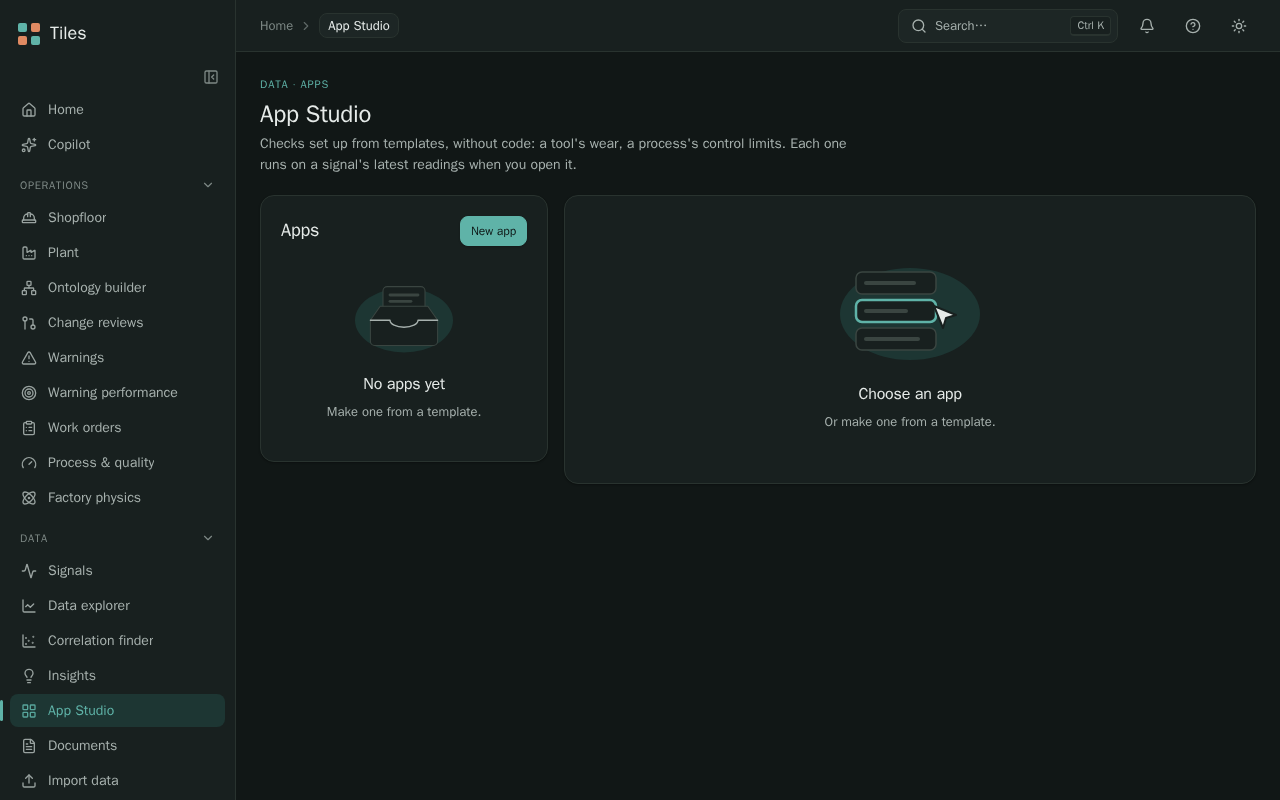 Tiles
Home
Copilot
OPERATIONS
Shopfloor
Plant
Ontology builder
Change reviews
Warnings
Warning performance
Work orders
Process & quality
Factory physics
DATA
Signals
Data explorer
Correlation finder
Insights
App Studio
Documents
Import data
Home
App Studio
Search···
Ctrl K
DATA · APPS
App Studio
Checks set up from templates, without code: a tool's wear, a process's control limits. Each one
runs on a signal's latest readings when you open it.
Apps
New app
No apps yet
Make one from a template.
Choose an app
Or make one from a template.